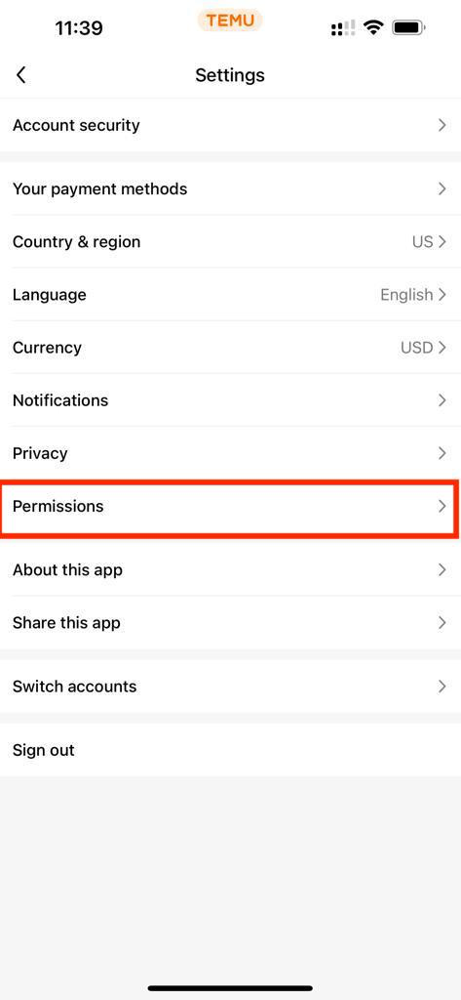 11:39
TEMU
Settings
Account security
Your payment methods
Country & region US
Language English
Currency USD
Notifications
Privacy
Permissions
About this app
Share this app
Switch accounts
Sign out